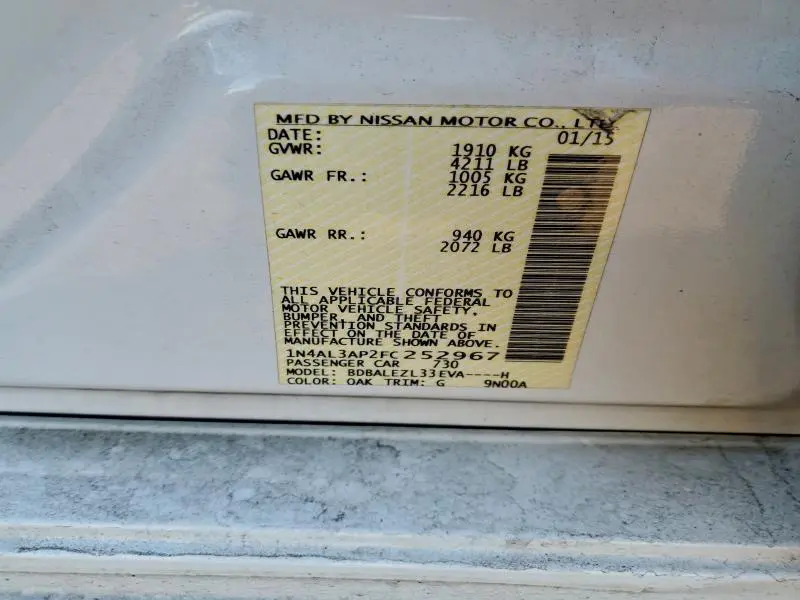 MFD BY NISSAN MOTOR CO., LTD
DATE: 01/15
GVWR: 1910 KG
4211 LB
GAWR FR.: 1005 KG
2216 LB
GAWR RR.: 940 KG
2072 LB
THIS VEHICLE CONFORMS TO
ALL APPLICABLE FEDERAL
MOTOR VEHICLE SAFETY,
BUMPER, AND THEFT
PREVENTION STANDARDS IN
EFFECT ON THE DATE OF
MANUFACTURE SHOWN ABOVE.
1N4AL3AP2FC252967
PASSENGER CAR 730
MODEL: BDBALEZL33EVA----H
COLOR: QAK TRIM: G 9N00A